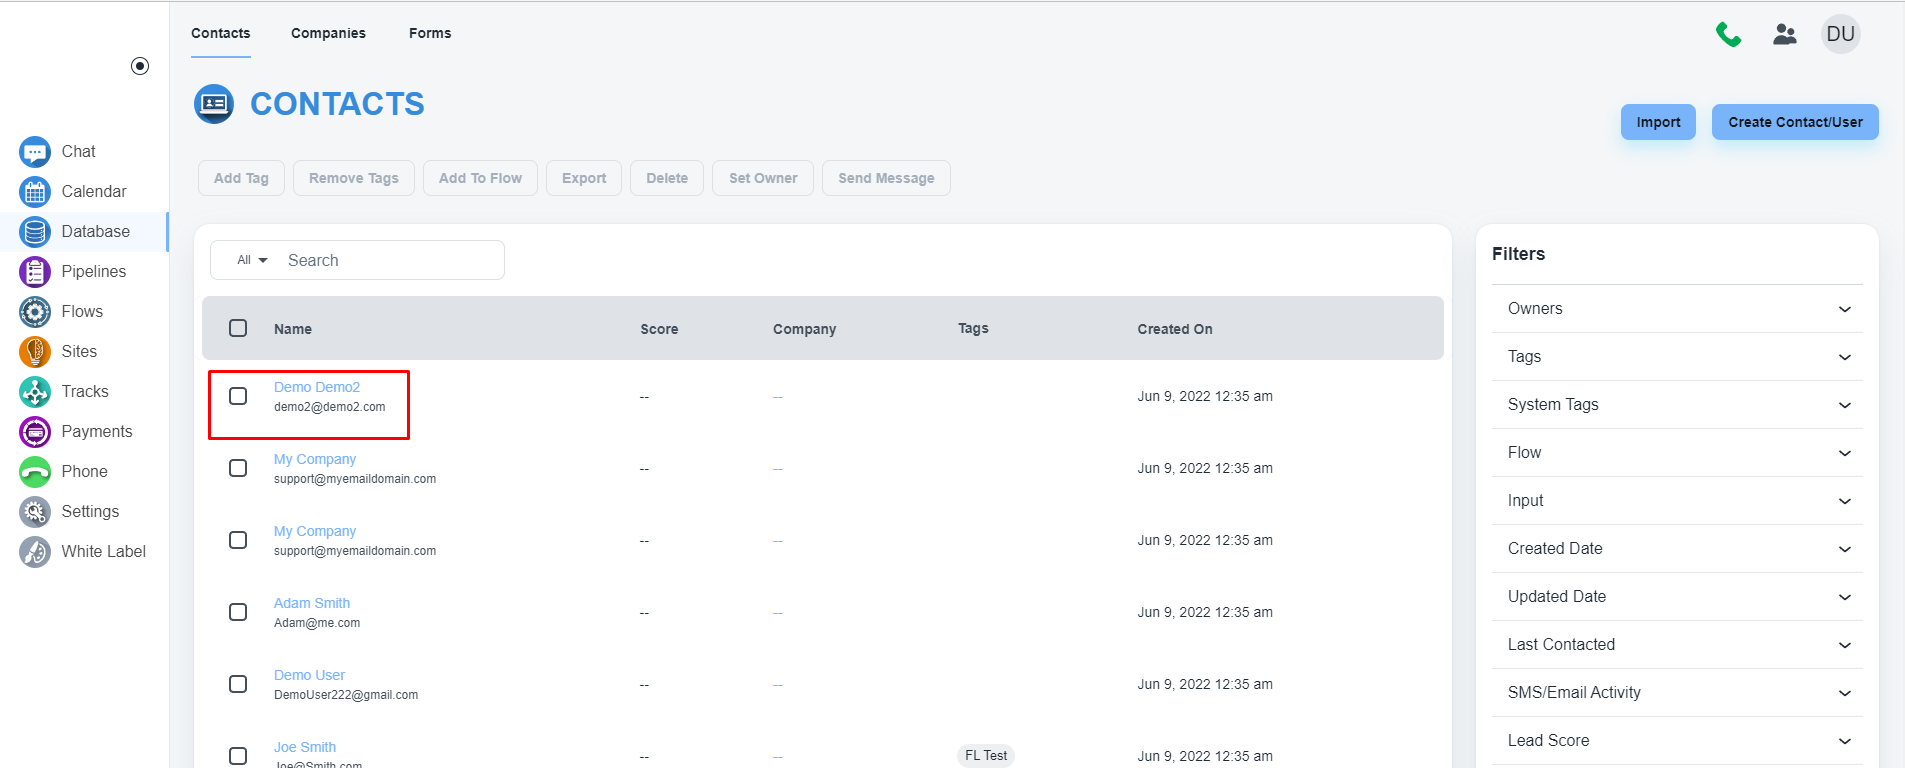 Contacts Companies Forms
DU
CONTACTS
Import Create Contact/User
Chat
Calendar
Database
Pipelines
Flows
Sites
Tracks
Payments
Phone
Settings
White Label
Add Tag Remove Tags Add To Flow Export Delete Set Owner Send Message
All Search
Name Score Company Tags Created On
Demo Demo2
demo2@demo2.com
-- -- Jun 9, 2022 12:35 am
My Company
support@myemaildomain.com
-- -- Jun 9, 2022 12:35 am
My Company
support@myemaildomain.com
-- -- Jun 9, 2022 12:35 am
Adam Smith
Adam@me.com
-- -- Jun 9, 2022 12:35 am
Demo User
DemoUser222@gmail.com
-- -- Jun 9, 2022 12:35 am
Joe Smith
Joe@Smith.com
-- -- FL Test Jun 9, 2022 12:35 am
Filters
Owners
Tags
System Tags
Flow
Input
Created Date
Updated Date
Last Contacted
SMS/Email Activity
Lead Score